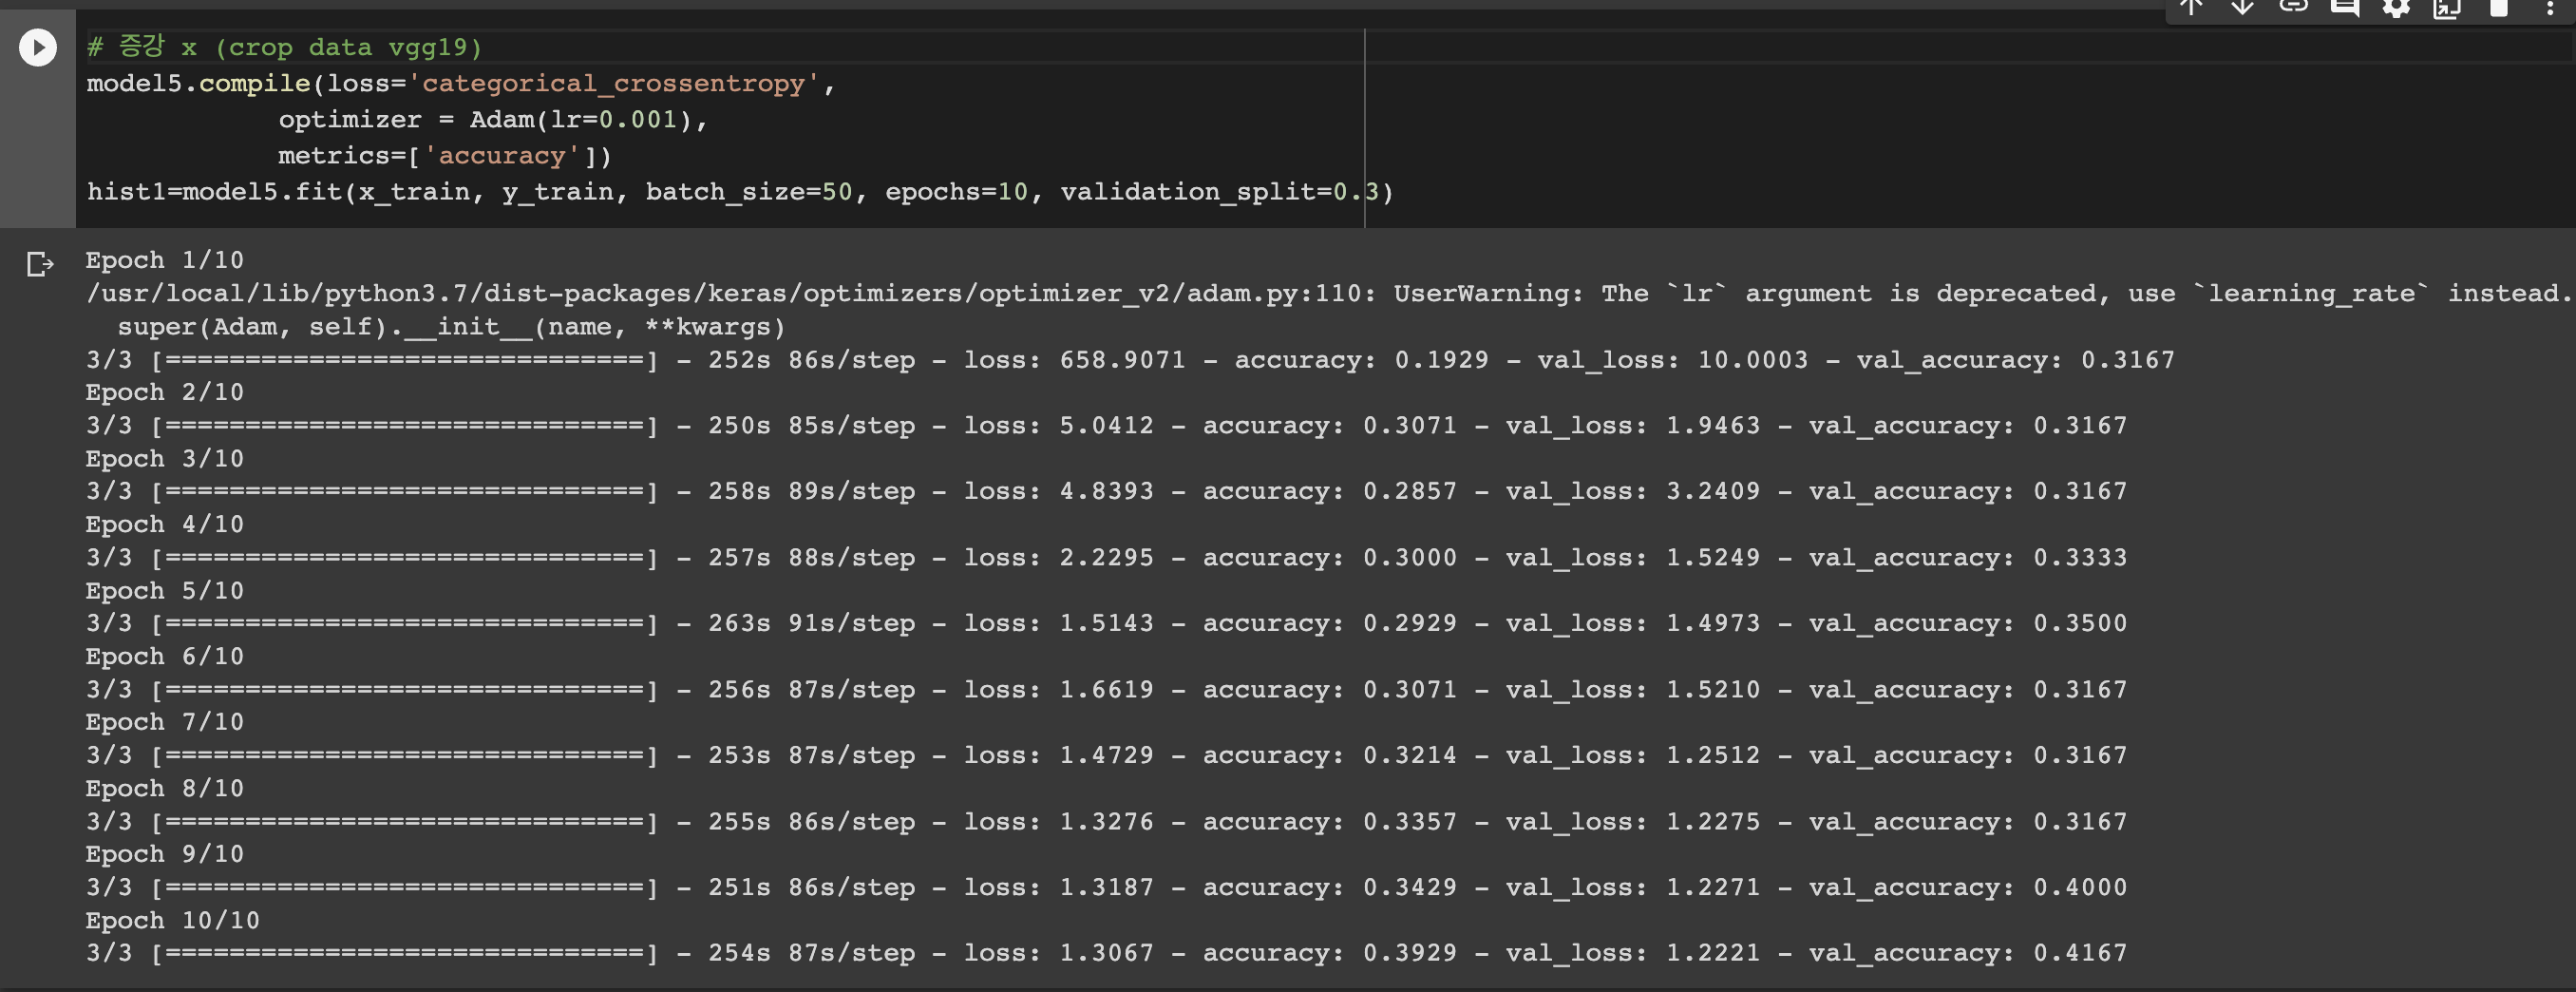 # 증강 x (crop data vgg19)
model5.compile(loss='categorical_crossentropy',
optimizer = Adam(lr=0.001),
metrics=['accuracy'])
hist1=model5.fit(x_train, y_train, batch_size=50, epochs=10, validation_split=0.3)
Epoch 1/10
/usr/local/lib/python3.7/dist-packages/keras/optimizers/optimizer_v2/adam.py:110: UserWarning: The `lr` argument is deprecated, use `learning_rate` instead.
super(Adam, self).__init__(name, **kwargs)
3/3 [==============================] - 252s 86s/step - loss: 658.9071 - accuracy: 0.1929 - val_loss: 10.0003 - val_accuracy: 0.3167
Epoch 2/10
3/3 [==============================] - 250s 85s/step - loss: 5.0412 - accuracy: 0.3071 - val_loss: 1.9463 - val_accuracy: 0.3167
Epoch 3/10
3/3 [==============================] - 258s 89s/step - loss: 4.8393 - accuracy: 0.2857 - val_loss: 3.2409 - val_accuracy: 0.3167
Epoch 4/10
3/3 [==============================] - 257s 88s/step - loss: 2.2295 - accuracy: 0.3000 - val_loss: 1.5249 - val_accuracy: 0.3333
Epoch 5/10
3/3 [==============================] - 263s 91s/step - loss: 1.5143 - accuracy: 0.2929 - val_loss: 1.4973 - val_accuracy: 0.3500
Epoch 6/10
3/3 [==============================] - 256s 87s/step - loss: 1.6619 - accuracy: 0.3071 - val_loss: 1.5210 - val_accuracy: 0.3167
Epoch 7/10
3/3 [==============================] - 253s 87s/step - loss: 1.4729 - accuracy: 0.3214 - val_loss: 1.2512 - val_accuracy: 0.3167
Epoch 8/10
3/3 [==============================] - 255s 86s/step - loss: 1.3276 - accuracy: 0.3357 - val_loss: 1.2275 - val_accuracy: 0.3167
Epoch 9/10
3/3 [==============================] - 251s 86s/step - loss: 1.3187 - accuracy: 0.3429 - val_loss: 1.2271 - val_accuracy: 0.4000
Epoch 10/10
3/3 [==============================] - 254s 87s/step - loss: 1.3067 - accuracy: 0.3929 - val_loss: 1.2221 - val_accuracy: 0.4167